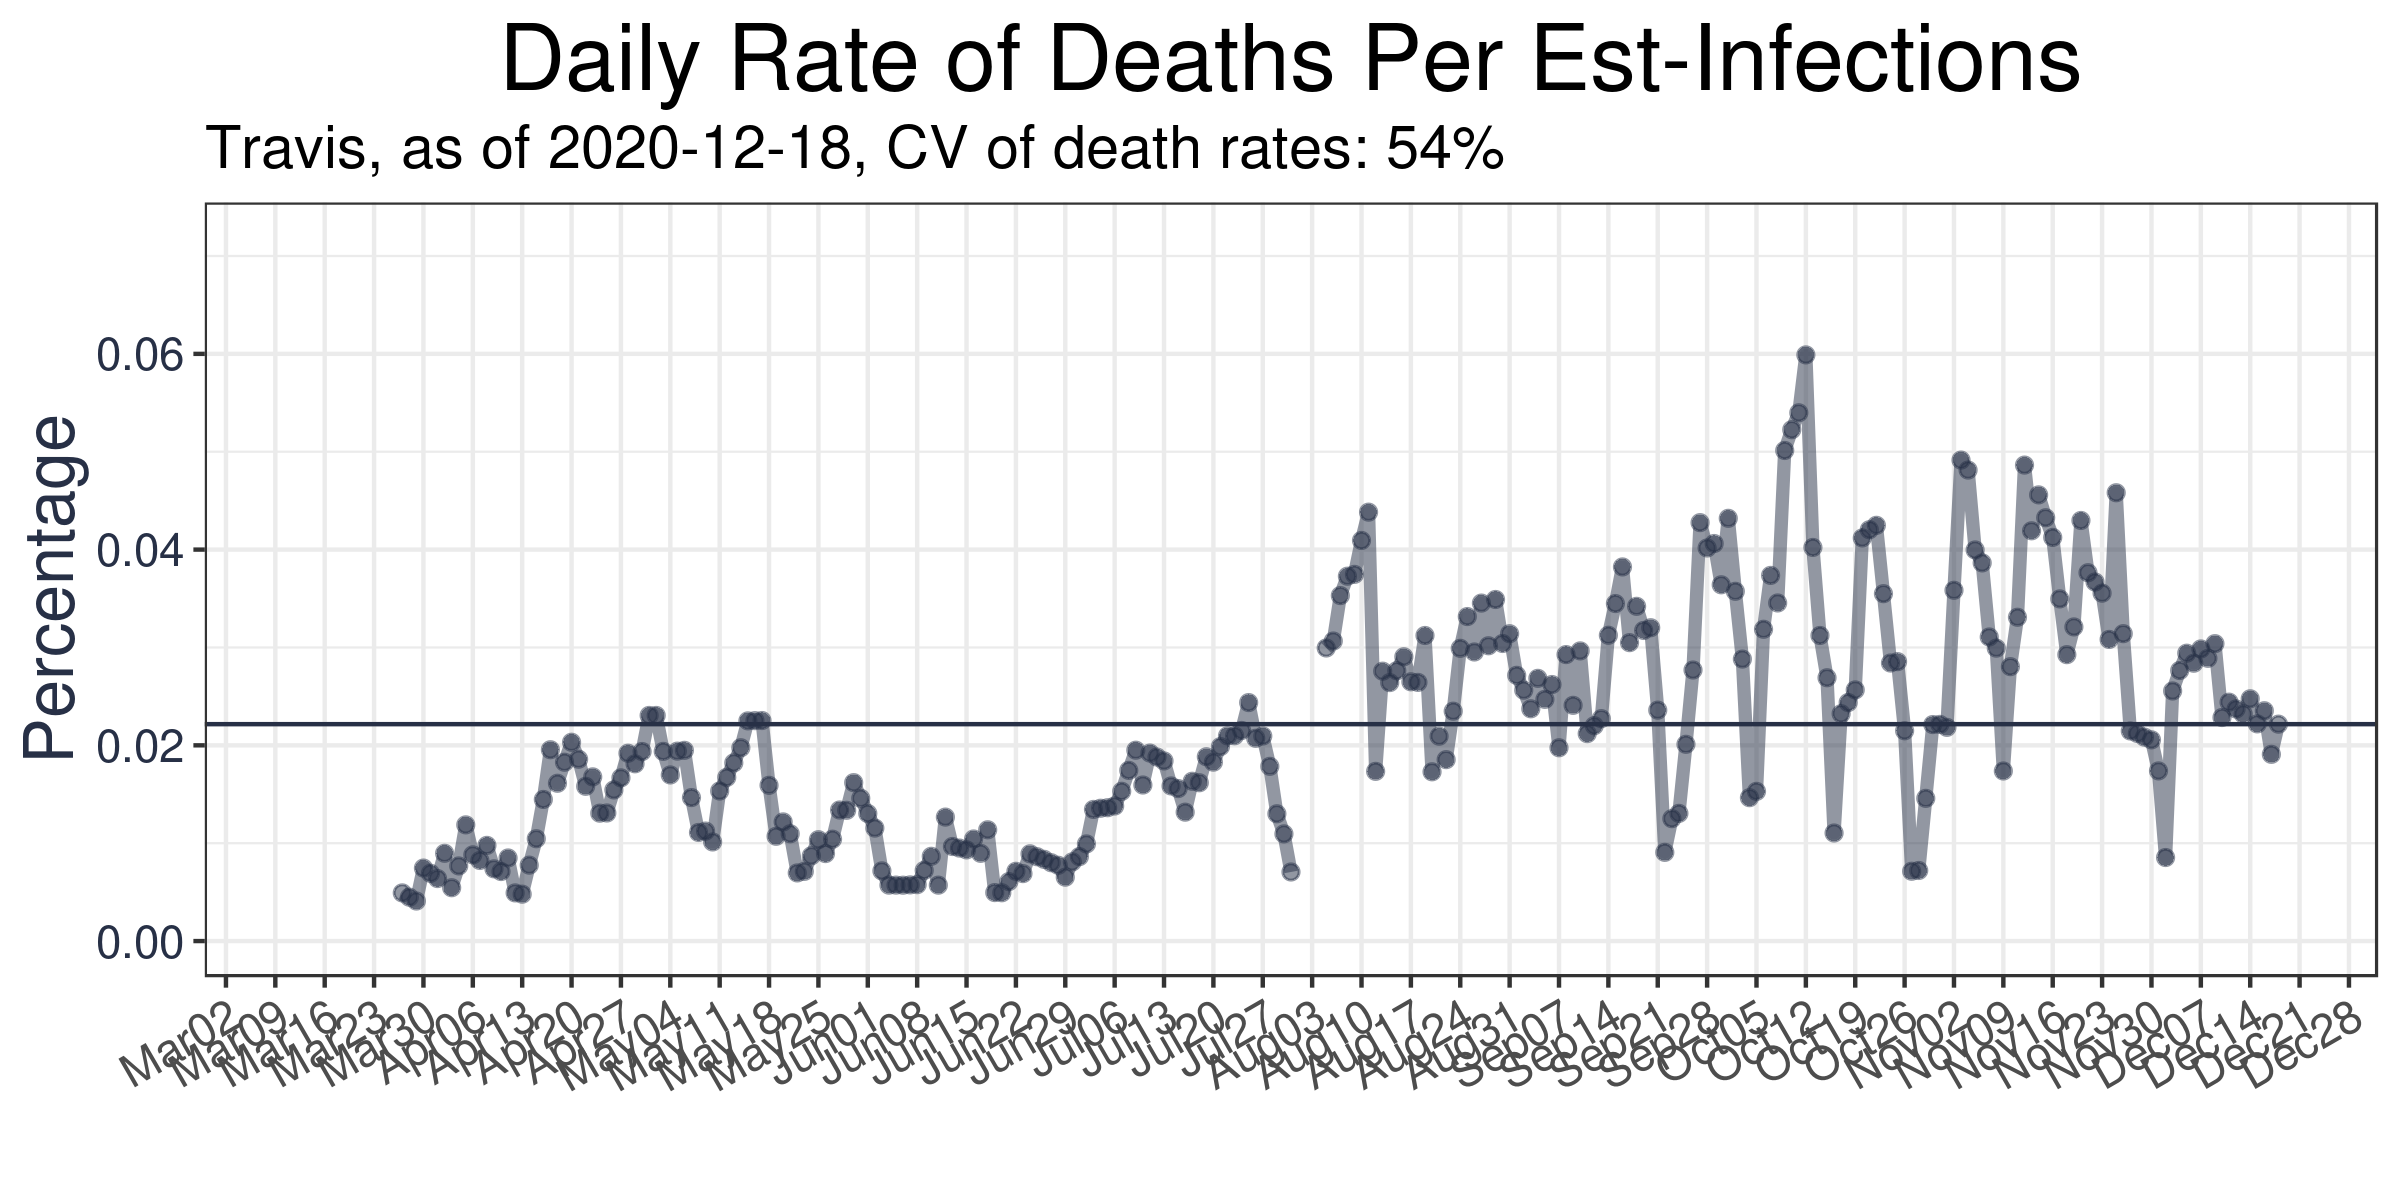 Daily Rate of Deaths Per Est-Infections
Travis, as of 2020-12-18, CV of death rates: 54%
Percentage
0.06
0.04
0.02
0.00
Mar02
Mar09
Mar16
Mar23
Mar30
Apr06
Apr13
Apr20
Apr27
May04
May11
May18
May25
Jun01
Jun08
Jun15
Jun22
Jun29
Jul06
Jul13
Jul20
Jul27
Aug03
Aug10
Aug17
Aug24
Aug31
Sep07
Sep14
Sep21
Sep28
Oct05
Oct12
Oct19
Oct26
Nov02
Nov09
Nov16
Nov23
Nov30
Dec07
Dec14
Dec21
Dec28